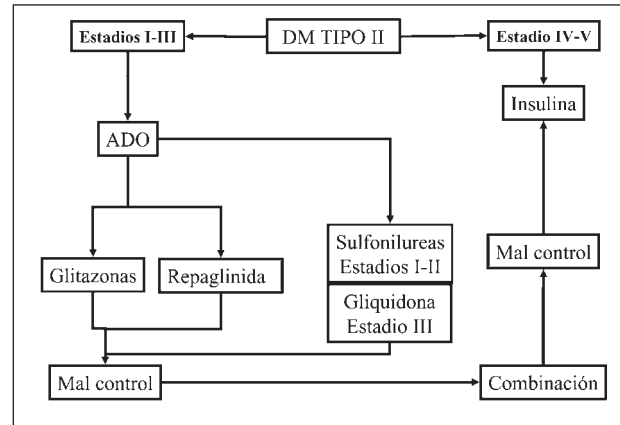 Estadios I-III
DM TIPO II
Estadio IV-V
Insulina
ADO
Sulfonilureas
Estadios I-II
Mal control
Glitazonas
Repaglinida
Gliquidona
Estadio III
Mal control
Combinación